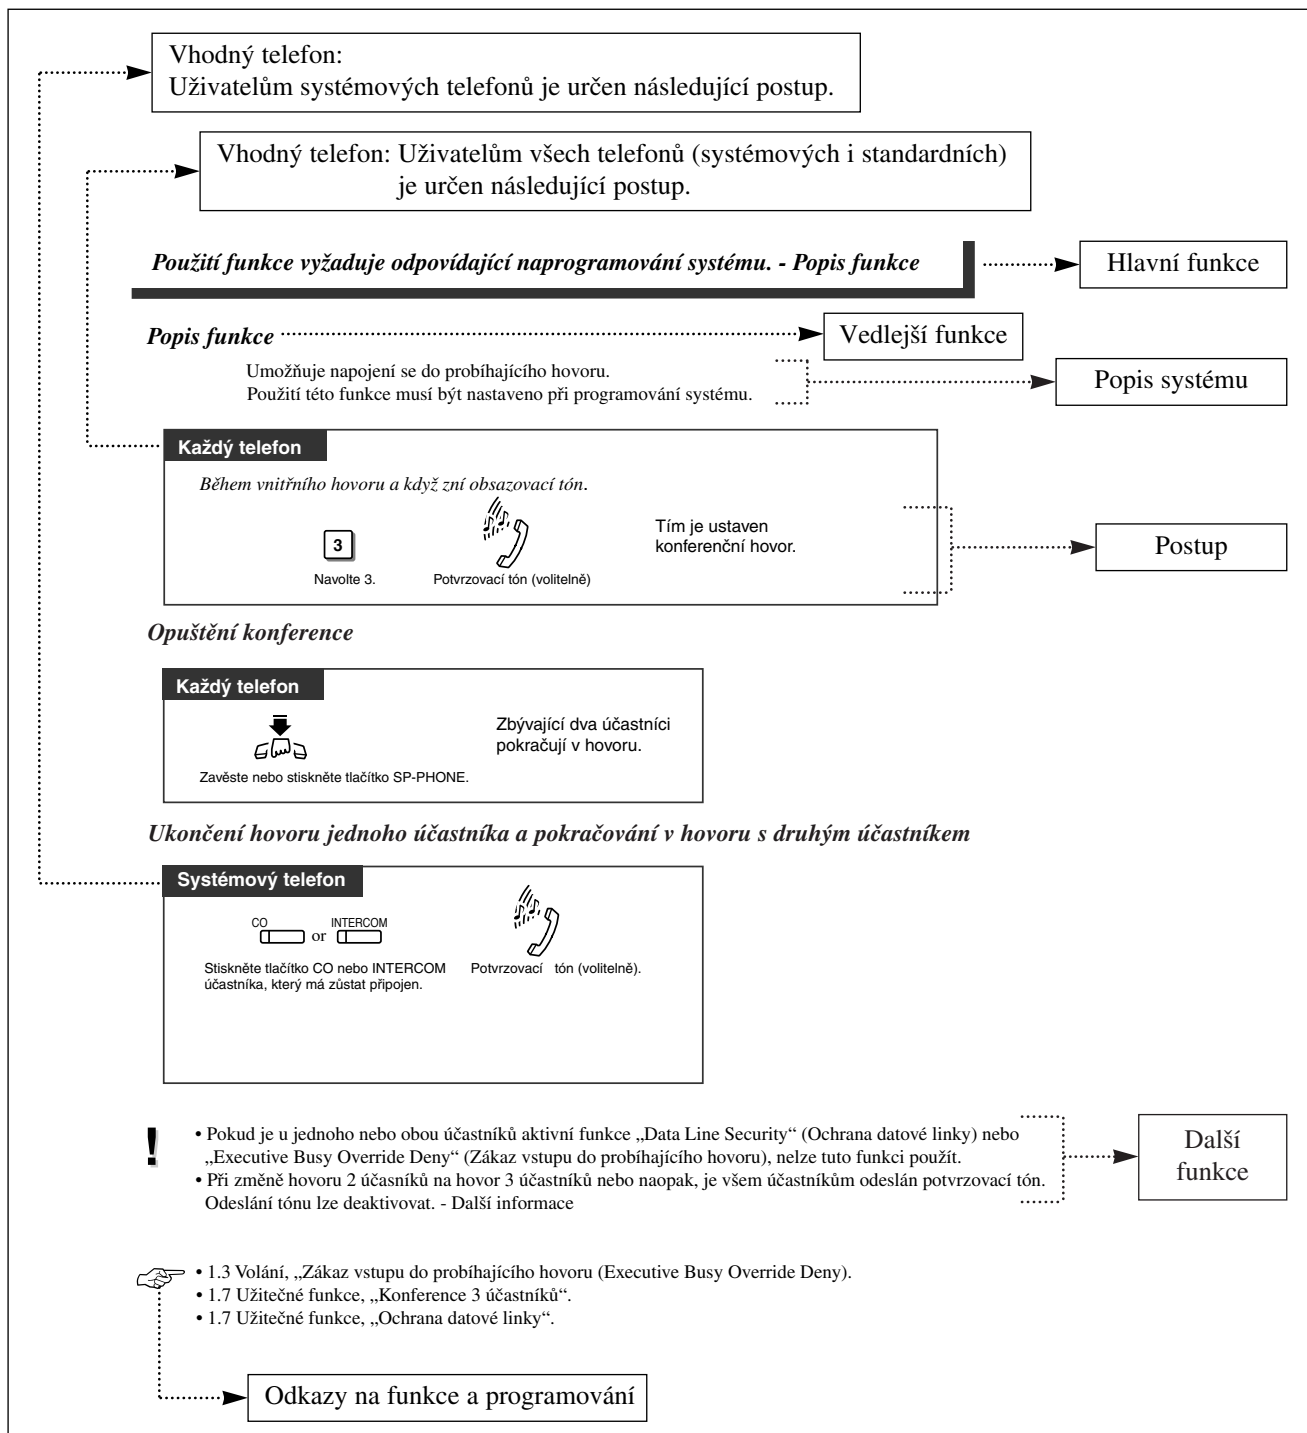 Vhodný telefon:
Uživatelům systémových telefonů je určen následující postup.
Vhodný telefon: Uživatelům všech telefonů (systémových i standardních)
je určen následující postup.
Použití funkce vyžaduje odpovídající naprogramování systému. - Popis funkce
Hlavní funkce
Popis funkce
Vedlejší funkce
Umožňuje napojení se do probíhajícího hovoru.
Použití této funkce musí být nastaveno při programování systému.
Popis systému
Každý telefon
Během vnitřního hovoru a když zní obsazovací tón.
3
Tím je ustaven
konferenční hovor.
Navolte 3.
Potvrzovací tón (volitelně)
Postup
Opuštění konference
Každý telefon
Zbývající dva účastníci
pokračují v hovoru.
Zavěste nebo stiskněte tlačítko SP-PHONE.
Ukončení hovoru jednoho účastníka a pokračování v hovoru s druhým účastníkem
Systémový telefon
CO
or
INTERCOM
Stiskněte tlačítko CO nebo INTERCOM
účastníka, který má zůstat připojen.
Potvrzovací tón (volitelně).
!
• Pokud je u jednoho nebo obou účastníků aktivní funkce „Data Line Security“ (Ochrana datové linky) nebo
„Executive Busy Override Deny“ (Zákaz vstupu do probíhajícího hovoru), nelze tuto funkci použít.
• Při změně hovoru 2 účasníků na hovor 3 účastníků nebo naopak, je všem účastníkům odeslán potvrzovací tón.
Odeslání tónu lze deaktivovat. - Další informace
Další
funkce
• 1.3 Volání, „Zákaz vstupu do probíhajícího hovoru (Executive Busy Override Deny).
• 1.7 Užitečné funkce, „Konference 3 účastníků“.
• 1.7 Užitečné funkce, „Ochrana datové linky“.
Odkazy na funkce a programování